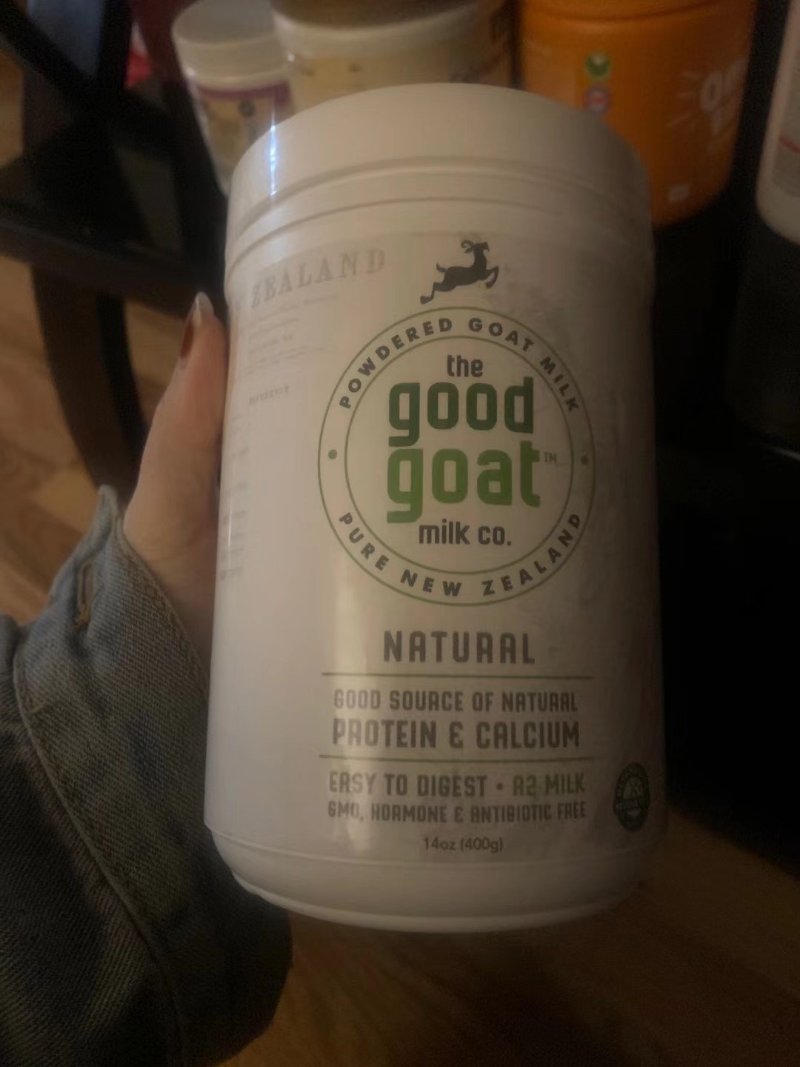 ZEALAND
POWDERED GOAT MILK
the
good
goat™
milk co.
PURE NEW ZEALAND
NATURAL
GOOD SOURCE OF NATURAL
PROTEIN & CALCIUM
EASY TO DIGEST • A2 MILK
GMO, HORMONE & ANTIBIOTIC FREE
14oz (400g)